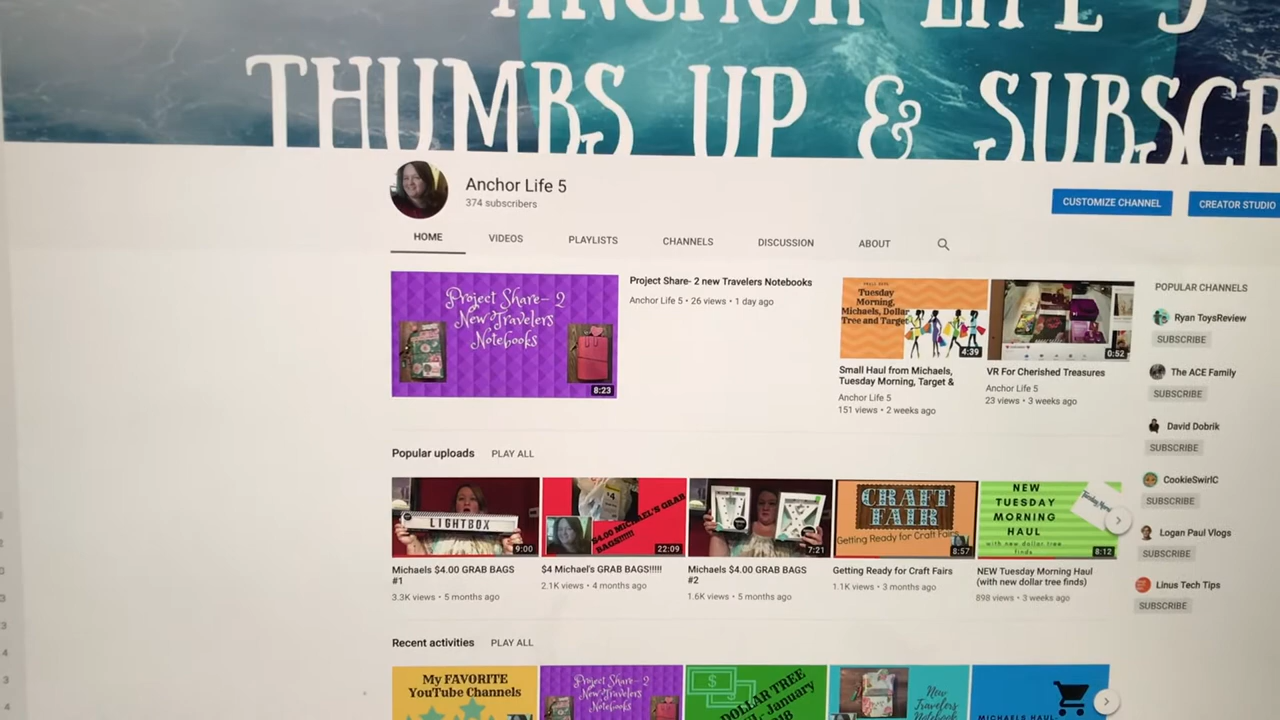 ANCHOR LIFE 5
THUMBS UP & SUBSCR
Anchor Life 5
374 subscribers
CUSTOMIZE CHANNEL
CREATOR STUDIO
HOME
VIDEOS
PLAYLISTS
CHANNELS
DISCUSSION
ABOUT
Project Share- 2
New Travelers
Notebooks
8:23
Project Share- 2 new Travelers Notebooks
Anchor Life 5 • 26 views • 1 day ago
Tuesday
Morning,
Michaels, Dollar
Tree and Target
4:39
Small Haul from Michaels,
Tuesday Morning, Target &
Anchor Life 5
151 views • 2 weeks ago
0:52
VR For Cherished Treasures
Anchor Life 5
23 views • 3 weeks ago
POPULAR CHANNELS
Ryan ToysReview
SUBSCRIBE
The ACE Family
SUBSCRIBE
David Dobrik
SUBSCRIBE
CookieSwirlC
SUBSCRIBE
Logan Paul Vlogs
SUBSCRIBE
Linus Tech Tips
SUBSCRIBE
Popular uploads
PLAY ALL
LIGHTBOX
9:00
Michaels $4.00 GRAB BAGS
#1
3.3K views • 5 months ago
$4.00 MICHAEL'S GRAB
BAGS!!!!!!
22:09
$4 Michael's GRAB BAGS!!!!!
2.1K views • 4 months ago
7:21
Michaels $4.00 GRAB BAGS
#2
1.6K views • 5 months ago
CRAFT
FAIR
Getting Ready for Craft Fairs
8:57
Getting Ready for Craft Fairs
1.1K views • 3 months ago
NEW
TUESDAY
MORNING
HAUL
with new dollar tree
finds
Tuesday Morning
8:12
NEW Tuesday Morning Haul
(with new dollar tree finds)
898 views • 3 weeks ago
Recent activities
PLAY ALL
My FAVORITE
YouTube Channels
Project Share- 2
New Travelers
Notebooks
DOLLAR TREE
January
New
Travelers
Notebook
MICHAELS HAUL